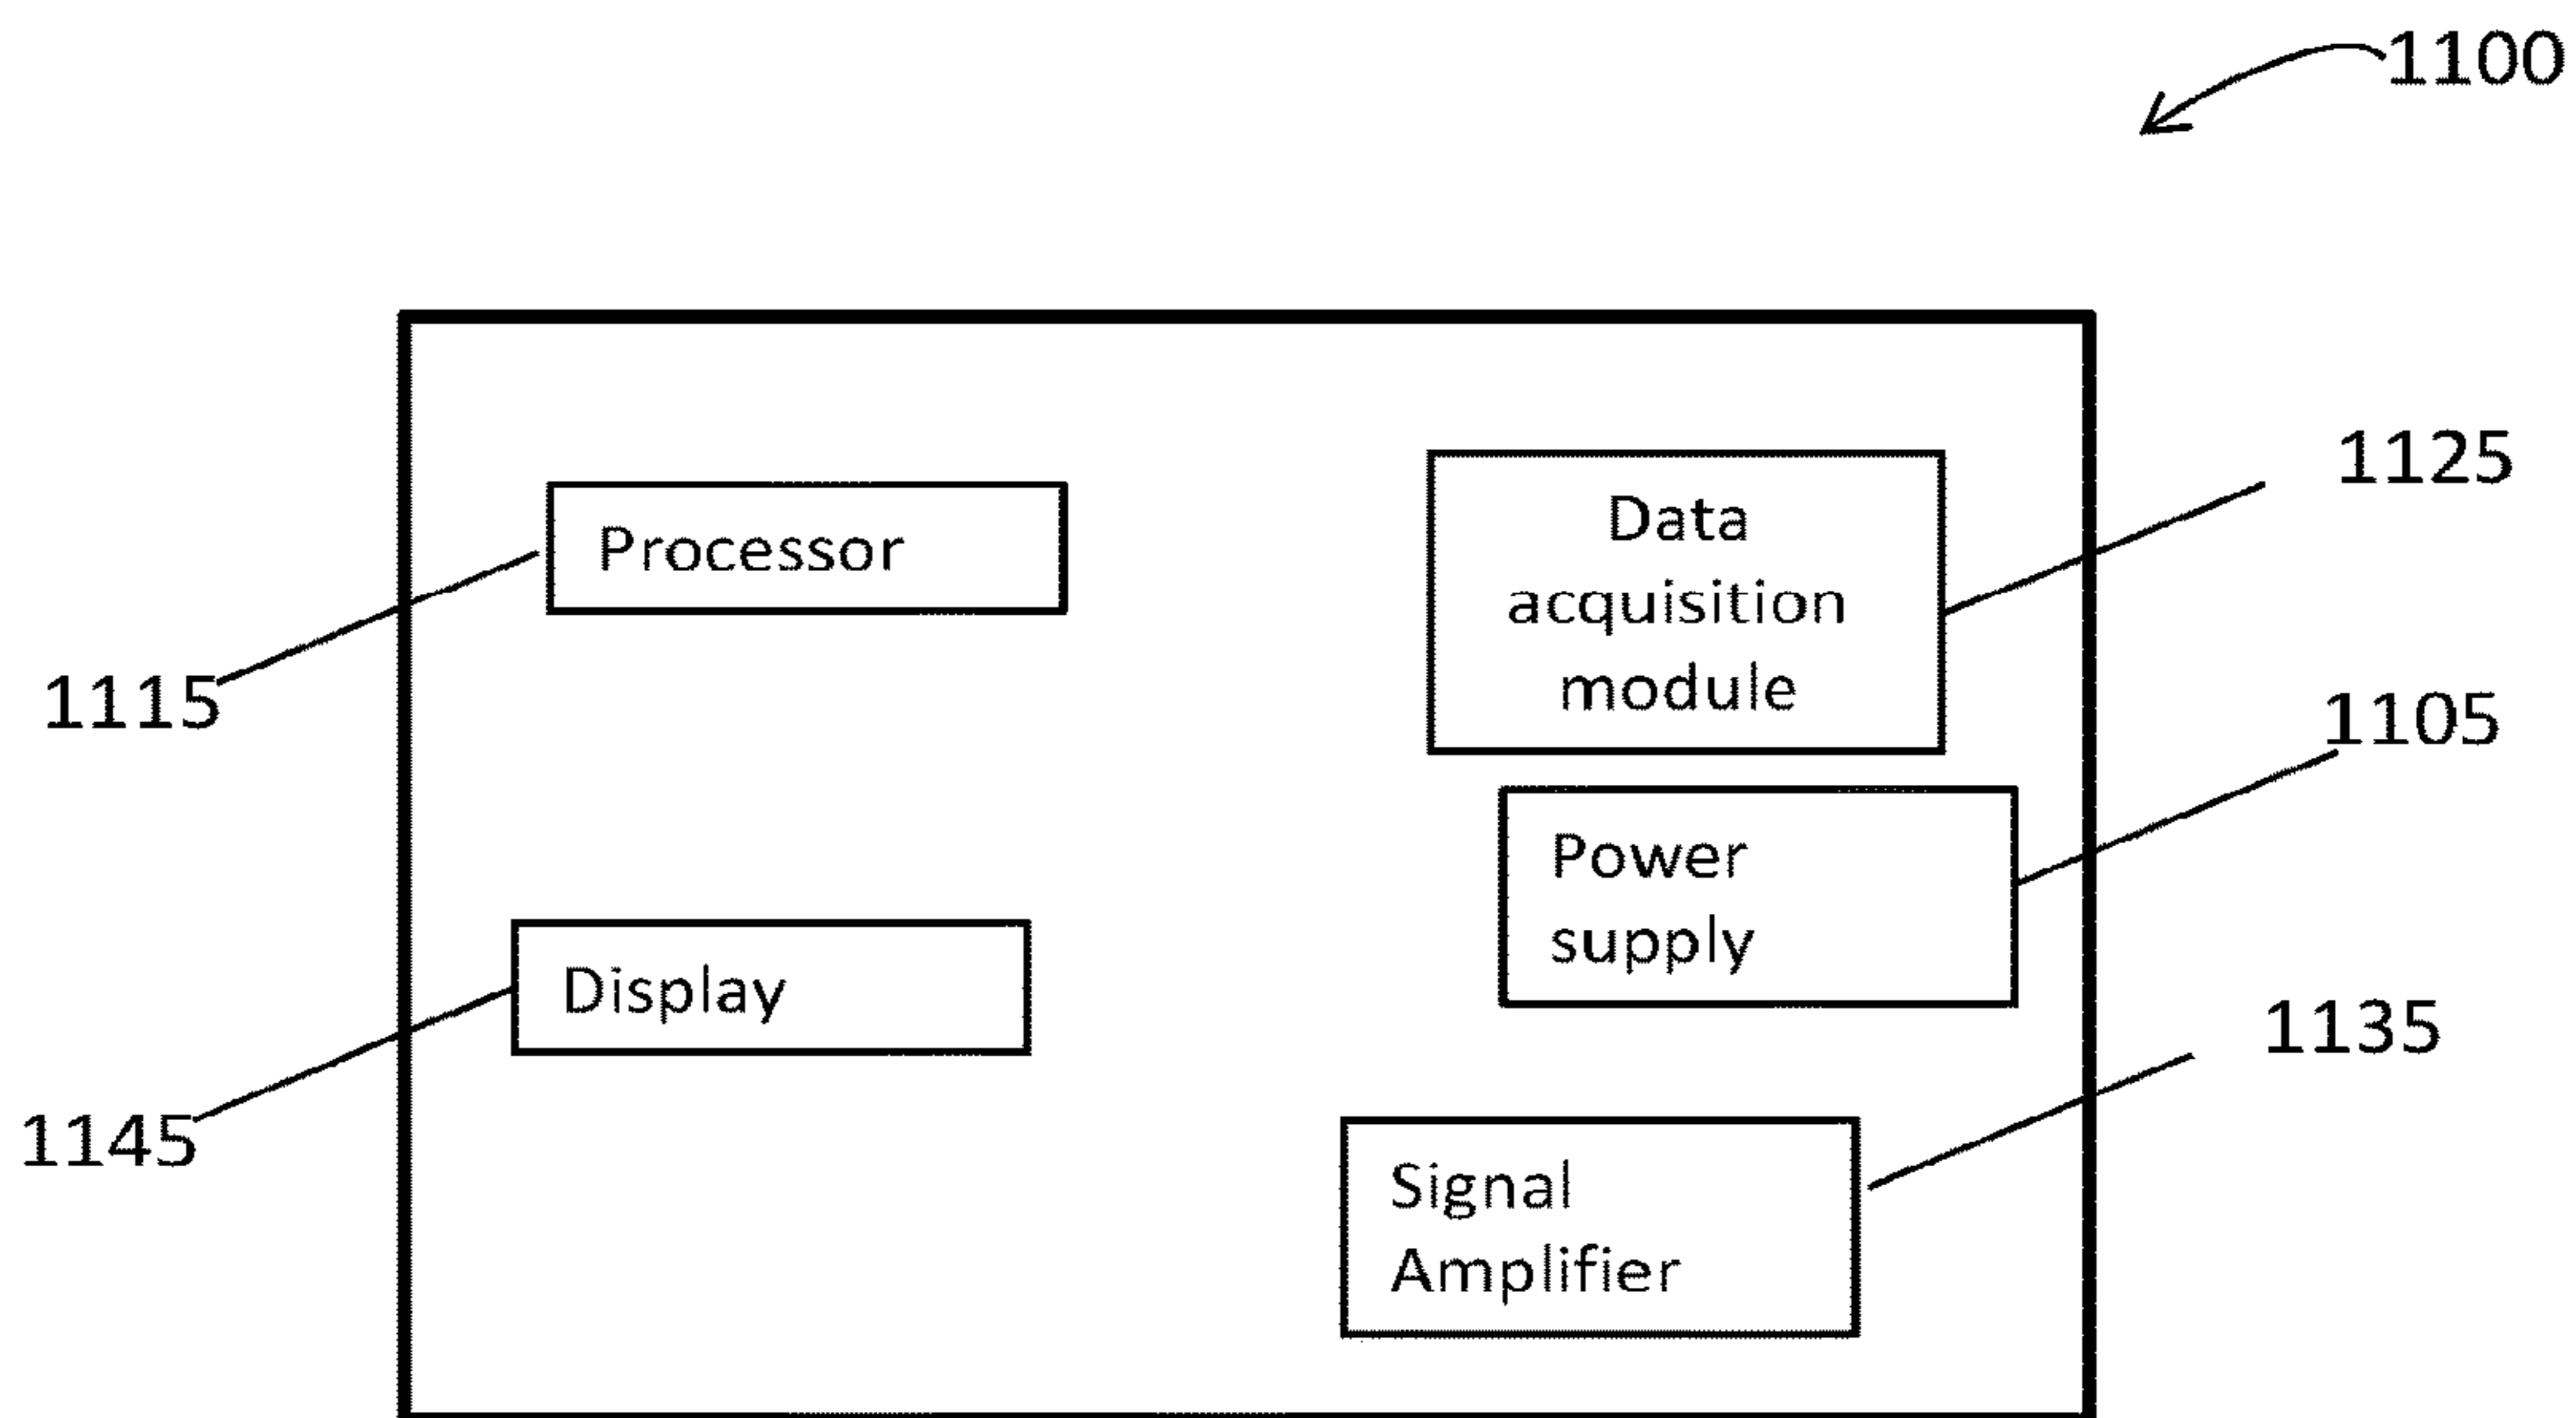 1100
1125
Processor
Data
acquisition
module
1115
1105
Power
supply
Display
1135
1145
Signal
Amplifier